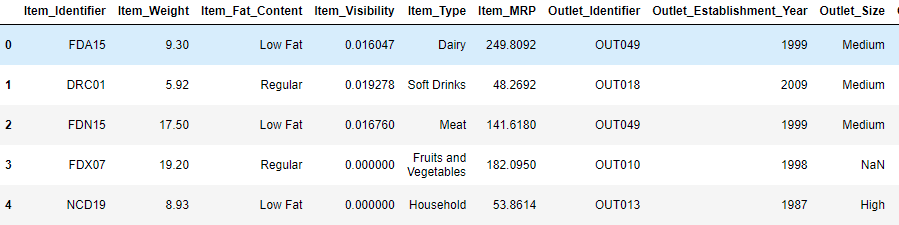 Item_Identifier Item_Weight Item_Fat_Content Item_Visibility Item_Type Item_MRP Outlet_Identifier Outlet_Establishment_Year Outlet_Size
0 FDA15 9.30 Low Fat 0.016047 Dairy 249.8092 OUT049 1999 Medium
1 DRC01 5.92 Regular 0.019278 Soft Drinks 48.2692 OUT018 2009 Medium
2 FDN15 17.50 Low Fat 0.016760 Meat 141.6180 OUT049 1999 Medium
3 FDX07 19.20 Regular 0.000000 Fruits and Vegetables 182.0950 OUT010 1998 NaN
4 NCD19 8.93 Low Fat 0.000000 Household 53.8614 OUT013 1987 High